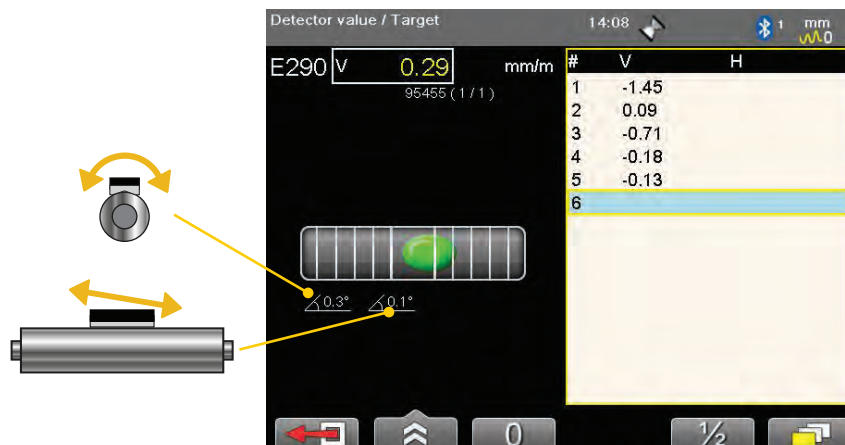 Detector value / Target 14:08 1 mm
0
E290 V 0.29 mm/m
95455 ( 1 / 1 )
# V H
1 -1.45
2 0.09
3 -0.71
4 -0.18
5 -0.13
6
0.3° 0.1°
0 ½